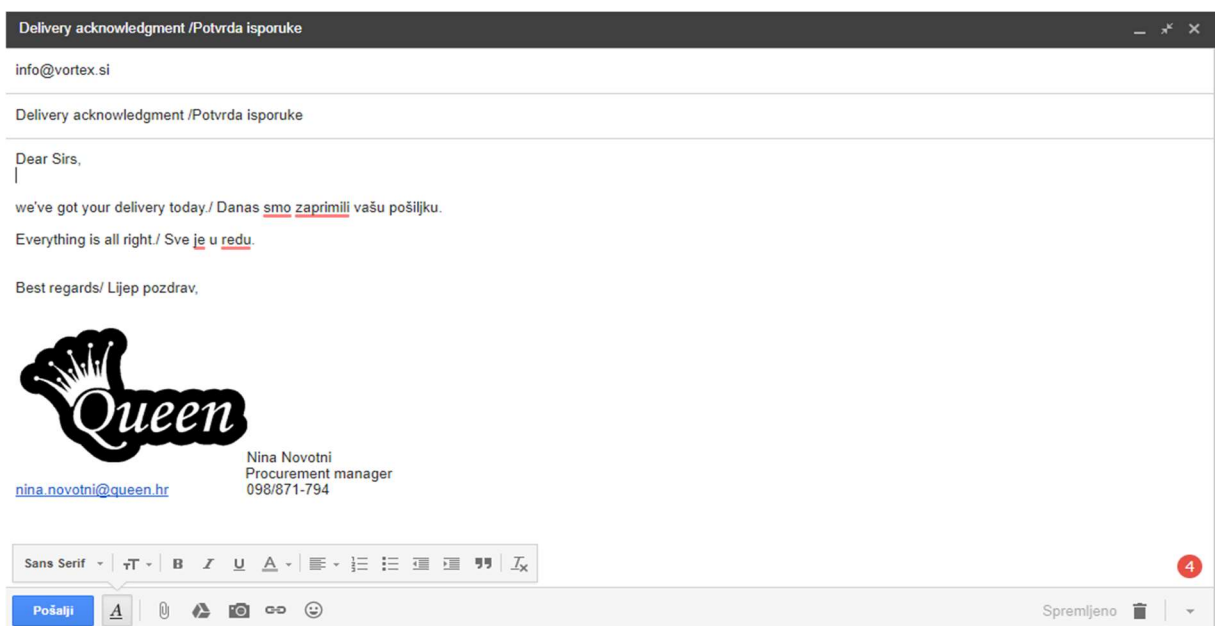 Delivery acknowledgment /Potvrda isporuke
info@vortex.si
Delivery acknowledgment /Potvrda isporuke
Dear Sirs,
we've got your delivery today./ Danas smo zaprimili vašu pošiljku.
Everything is all right./ Sve je u redu.
Best regards/ Lijep pozdrav,
Queen
Nina Novotni
Procurement manager
nina.novotni@queen.hr 098/871-794
Sans Serif
4
Pošalji
Spremljeno